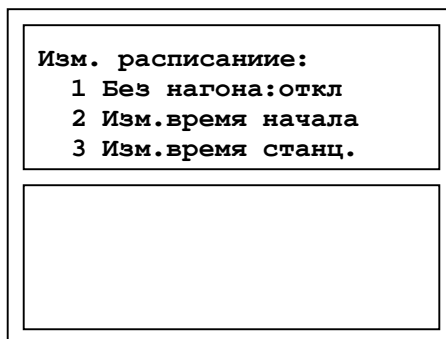 Изм. расписаниие:
1 Без нагона:откл
2 Изм.время начала
3 Изм.время станц.